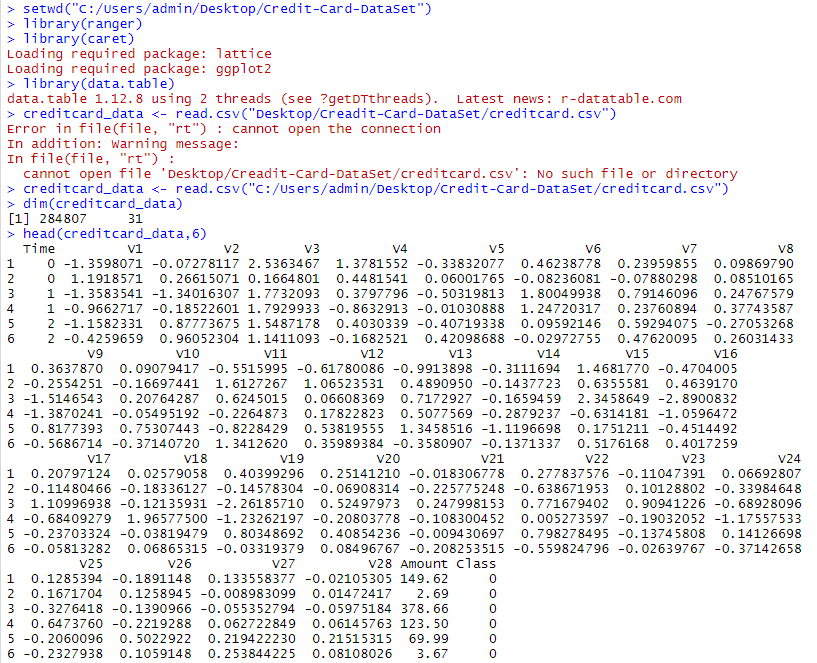 > setwd("C:/Users/admin/Desktop/Credit-Card-DataSet")
> library(ranger)
> library(caret)
Loading required package: lattice
Loading required package: ggplot2
> library(data.table)
data.table 1.12.8 using 2 threads (see ?getDTthreads).  Latest news: r-datatable.com
> creditcard_data <- read.csv("Desktop/Creadit-Card-DataSet/creditcard.csv")
Error in file(file, "rt") : cannot open the connection
In addition: Warning message:
In file(file, "rt") :
  cannot open file 'Desktop/Creadit-Card-DataSet/creditcard.csv': No such file or directory
> creditcard_data <- read.csv("C:/Users/admin/Desktop/Credit-Card-DataSet/creditcard.csv")
> dim(creditcard_data)
[1] 284807     31
> head(creditcard_data,6)
  Time         V1          V2        V3         V4          V5          V6          V7          V8
1    0 -1.3598071 -0.07278117 2.5363467  1.3781552 -0.33832077  0.46238778  0.23959855  0.09869790
2    0  1.1918571  0.26615071 0.1664801  0.4481541  0.06001765 -0.08236081 -0.07880298  0.08510165
3    1 -1.3583541 -1.34016307 1.7732093  0.3797796 -0.50319813  1.80049938  0.79146096  0.24767579
4    1 -0.9662717 -0.18522601 1.7929933 -0.8632913 -0.01030888  1.24720317  0.23760894  0.37743587
5    2 -1.1582331  0.87773675 1.5487178  0.4030339 -0.40719338  0.09592146  0.59294075 -0.27053268
6    2 -0.4259659  0.96052304 1.1411093 -0.1682521  0.42098688 -0.02972755  0.47620095  0.26031433
          V9         V10        V11         V12        V13        V14        V15        V16
1  0.3637870  0.09079417 -0.5515995 -0.61780086 -0.9913898 -0.3111694  1.4681770 -0.4704005
2 -0.2554251 -0.16697441  1.6127267  1.06523531  0.4890950 -0.1437723  0.6355581  0.4639170
3 -1.5146543  0.20764287  0.6245015  0.06608369  0.7172927 -0.1659459  2.3458649 -2.8900832
4 -1.3870241 -0.05495192 -0.2264873  0.17822823  0.5077569 -0.2879237 -0.6314181 -1.0596472
5  0.8177393  0.75307443 -0.8228429  0.53819555  1.3458516 -1.1196698  0.1751211 -0.4514492
6 -0.5686714 -0.37140720  1.3412620  0.35989384 -0.3580907 -0.1371337  0.5176168  0.4017259
          V17         V18         V19         V20          V21          V22         V23         V24
1  0.20797124  0.02579058  0.40399296  0.25141210 -0.018306778  0.277837576 -0.11047391  0.06692807
2 -0.11480466 -0.18336127 -0.14578304 -0.06908314 -0.225775248 -0.638671953  0.10128802 -0.33984648
3  1.10996938 -0.12135931 -2.26185710  0.52497973  0.247998153  0.771679402  0.90941226 -0.68928096
4 -0.68409279  1.96577500 -1.23262197 -0.20803778 -0.108300452  0.005273597 -0.19032052 -1.17557533
5 -0.23703324 -0.03819479  0.80348692  0.40854236 -0.009430697  0.798278495 -0.13745808  0.14126698
6 -0.05813282  0.06865315 -0.03319379  0.08496767 -0.208253515 -0.559824796 -0.02639767 -0.37142658
         V25        V26          V27         V28 Amount Class
1  0.1285394 -0.1891148  0.133558377 -0.02105305 149.62     0
2  0.1671704  0.1258945 -0.008983099  0.01472417   2.69     0
3 -0.3276418 -0.1390966 -0.055352794 -0.05975184 378.66     0
4  0.6473760 -0.2219288  0.062722849  0.06145763 123.50     0
5 -0.2060096  0.5022922  0.219422230  0.21515315  69.99     0
6 -0.2327938  0.1059148  0.253844225  0.08108026   3.67     0